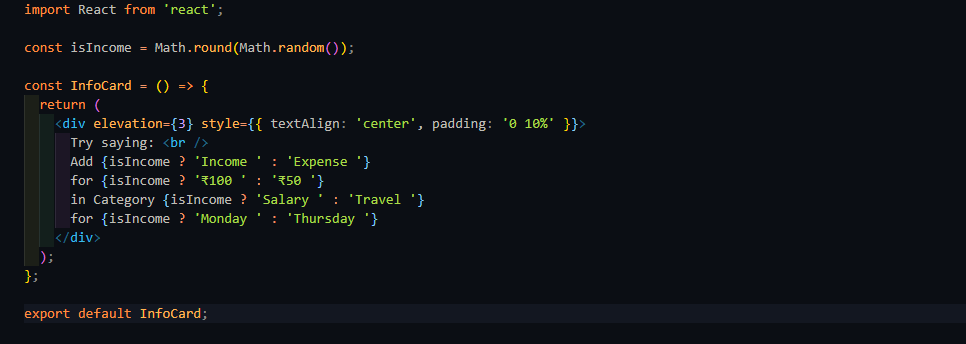 import React from 'react';
const isIncome = Math.round(Math.random());
const InfoCard = () => {
return (
<div elevation={3} style={{ textAlign: 'center', padding: '0 10%' }}>
Try saying: <br />
Add {isIncome ? 'Income ' : 'Expense '}
for {isIncome ? '₹100 ' : '₹50 '}
in Category {isIncome ? 'Salary ' : 'Travel '}
for {isIncome ? 'Monday ' : 'Thursday '}
</div>
);
};
export default InfoCard;